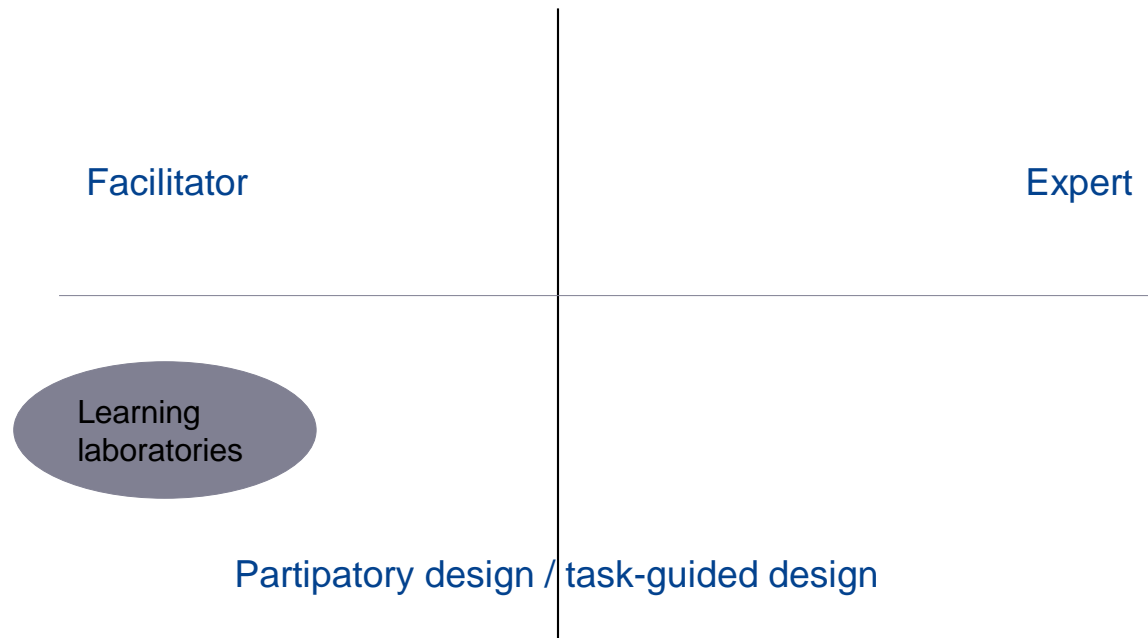 Facilitator
Expert
Learning
laboratories
Partipatory design / task-guided design